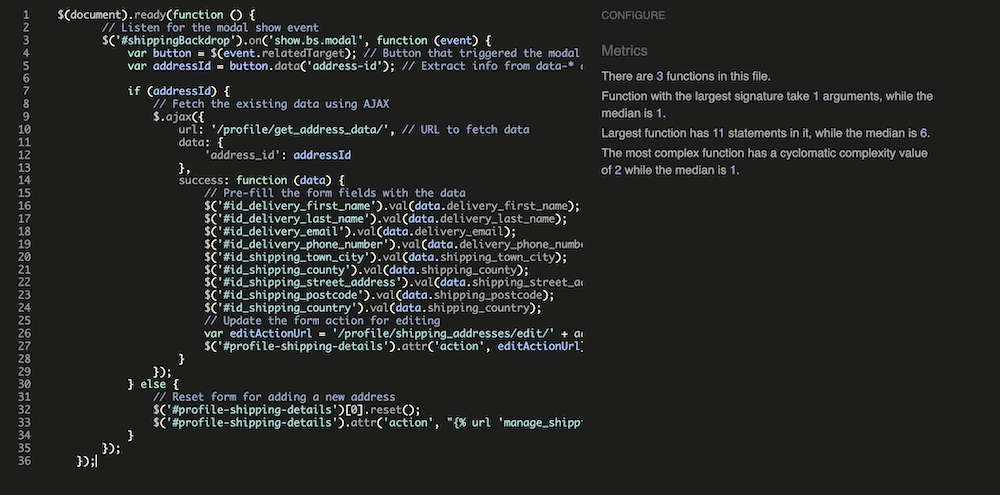 1 $(document).ready(function () {
2 // Listen for the modal show event
3 $('#shippingBackdrop').on('show.bs.modal', function (event) {
4 var button = $(event.relatedTarget); // Button that triggered the modal
5 var addressId = button.data('address-id'); // Extract info from data-* a
6
7 if (addressId) {
8 // Fetch the existing data using AJAX
9 $.ajax({
10 url: '/profile/get_address_data/', // URL to fetch data
11 data: {
12 'address_id': addressId
13 },
14 success: function (data) {
15 // Pre-fill the form fields with the data
16 $('#id_delivery_first_name').val(data.delivery_first_name);
17 $('#id_delivery_last_name').val(data.delivery_last_name);
18 $('#id_delivery_email').val(data.delivery_email);
19 $('#id_delivery_phone_number').val(data.delivery_phone_numbe
20 $('#id_shipping_town_city').val(data.shipping_town_city);
21 $('#id_shipping_county').val(data.shipping_county);
22 $('#id_shipping_street_address').val(data.shipping_street_a
23 $('#id_shipping_postcode').val(data.shipping_postcode);
24 $('#id_shipping_country').val(data.shipping_country);
25 // Update the form action for editing
26 var editActionUrl = '/profile/shipping_addresses/edit/' + a
27 $('#profile-shipping-details').attr('action', editActionUrl
28 }
29 });
30 } else {
31 // Reset form for adding a new address
32 $('#profile-shipping-details')[0].reset();
33 $('#profile-shipping-details').attr('action', "{% url 'manage_shipp
34 }
35 });
36 });
CONFIGURE
Metrics
There are 3 functions in this file.
Function with the largest signature take 1 arguments, while the
median is 1.
Largest function has 11 statements in it, while the median is 6.
The most complex function has a cyclomatic complexity value
of 2 while the median is 1.